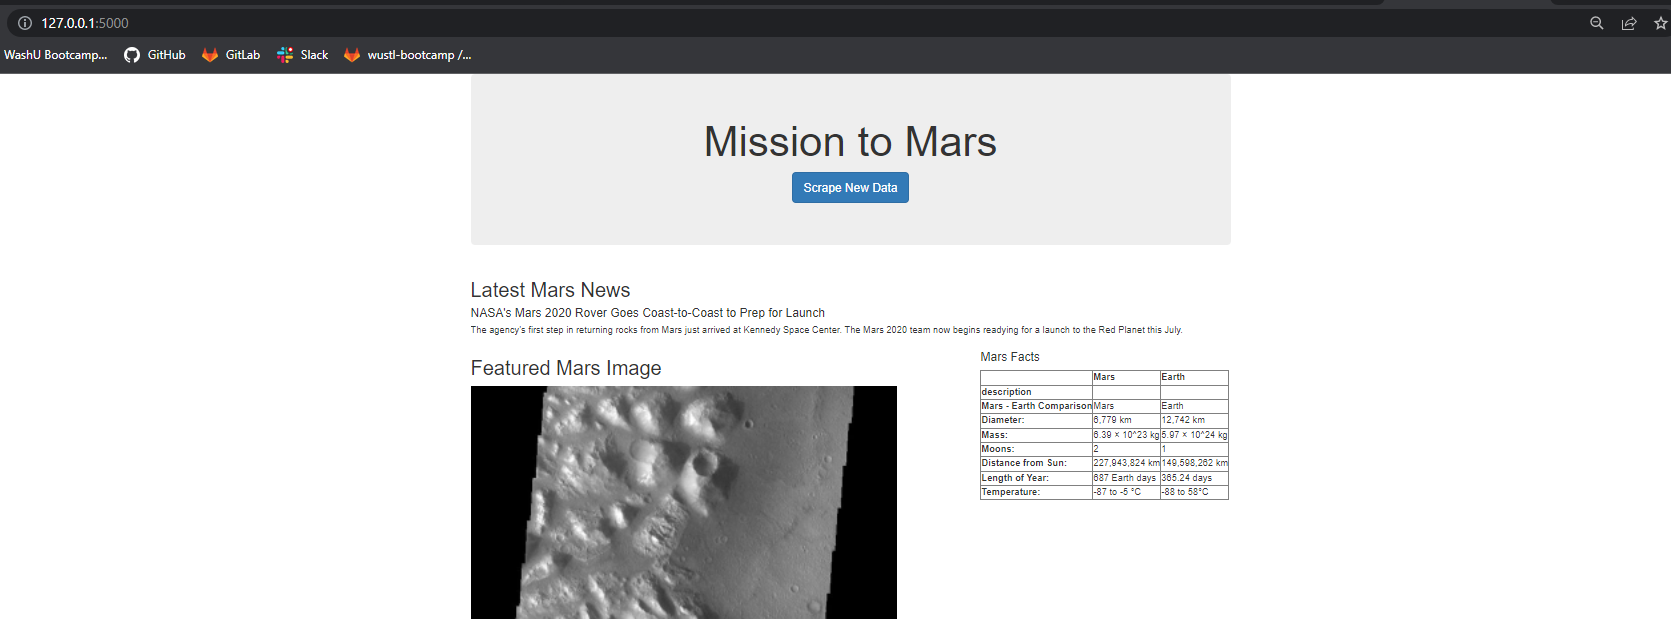 127.0.0.1:5000
WashU Bootcamp... GitHub GitLab Slack wustl-bootcamp /...
Mission to Mars
Scrape New Data
Latest Mars News
NASA's Mars 2020 Rover Goes Coast-to-Coast to Prep for Launch
The agency's first step in returning rocks from Mars just arrived at Kennedy Space Center. The Mars 2020 team now begins readying for a launch to the Red Planet this July.
Featured Mars Image
Mars Facts
Mars Earth
description
Mars - Earth Comparison Mars Earth
Diameter: 6,779 km 12,742 km
Mass: 6.39 × 10^23 kg 5.97 × 10^24 kg
Moons: 2 1
Distance from Sun: 227,943,824 km 149,598,262 km
Length of Year: 687 Earth days 365.24 days
Temperature: -87 to -5 °C -88 to 58°C